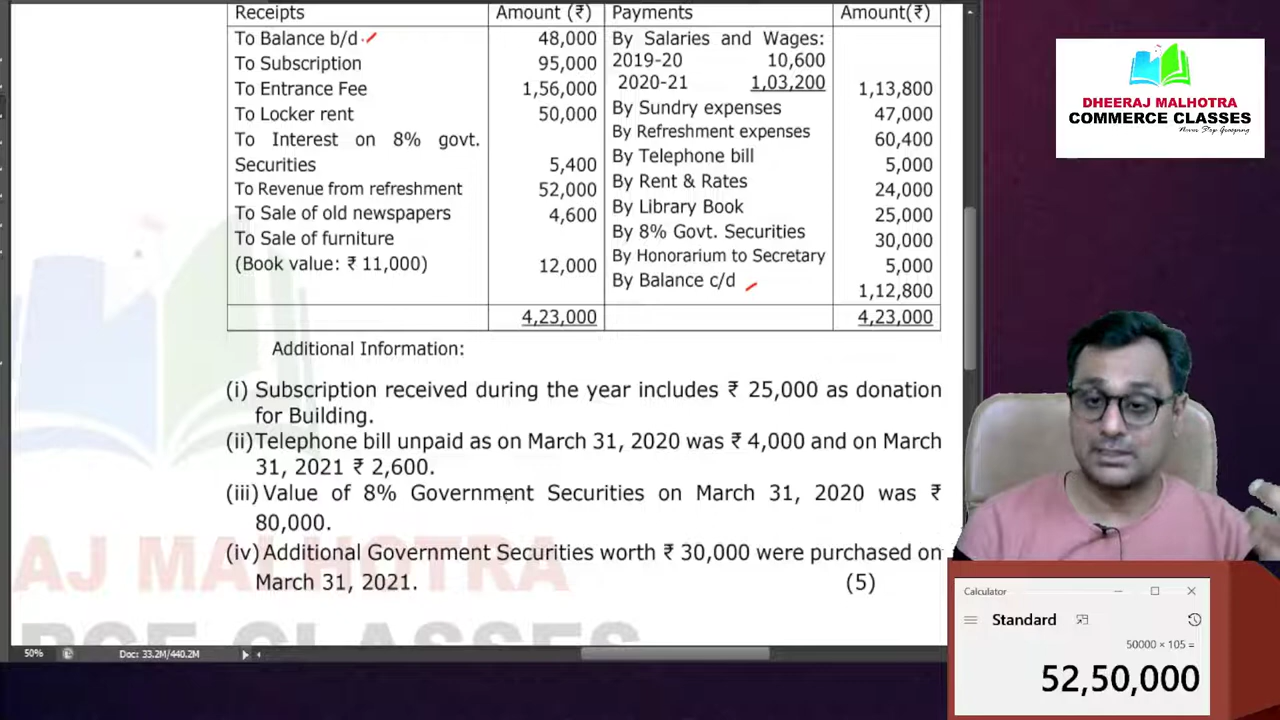 Receipts Amount (₹) Payments Amount(₹)
To Balance b/d 48,000 By Salaries and Wages:
2019-20 10,600
To Subscription 95,000
2020-21 1,03,200 1,13,800
To Entrance Fee 1,56,000
By Sundry expenses 47,000
To Locker rent 50,000
By Refreshment expenses 60,400
To Interest on 8% govt.
Securities 5,400
By Telephone bill 5,000
To Revenue from refreshment 52,000
By Rent & Rates 24,000
To Sale of old newspapers 4,600
By Library Book 25,000
To Sale of furniture
By 8% Govt. Securities 30,000
(Book value: ₹ 11,000) 12,000
By Honorarium to Secretary 5,000
By Balance c/d 1,12,800
4,23,000 4,23,000
Additional Information:
(i) Subscription received during the year includes ₹ 25,000 as donation
for Building.
(ii)Telephone bill unpaid as on March 31, 2020 was ₹ 4,000 and on March
31, 2021 ₹ 2,600.
(iii) Value of 8% Government Securities on March 31, 2020 was ₹
80,000.
(iv) Additional Government Securities worth ₹ 30,000 were purchased on
March 31, 2021. (5)
AJ MALHOTRA
RCE CLASSES
50% Doc: 33.2M/440.2M
DHEERAJ MALHOTRA
COMMERCE CLASSES
Never Stop Growing
Calculator
Standard
50000 × 105 =
52,50,000